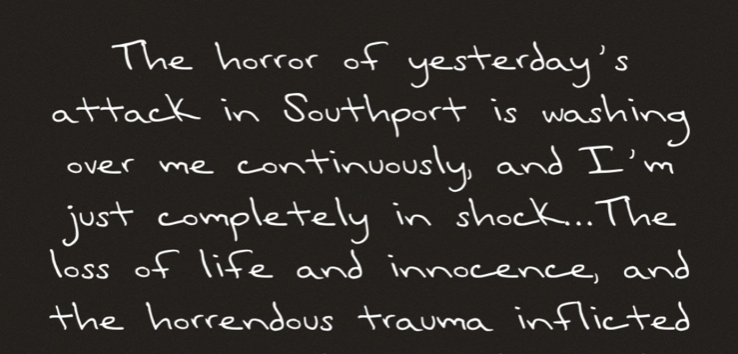 The horror of yesterday's
attack in Southport is washing
over me continuously, and I'm
just completely in shock...The
loss of life and innocence, and
the horrendous trauma inflicted